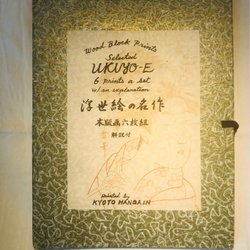 Wood Block Prints
Selected
UKIYO-E
6 prints a set
w/an explanation
浮世絵の名作
木版画六枚組
解説付
printed by
KYOTO HANGA IN